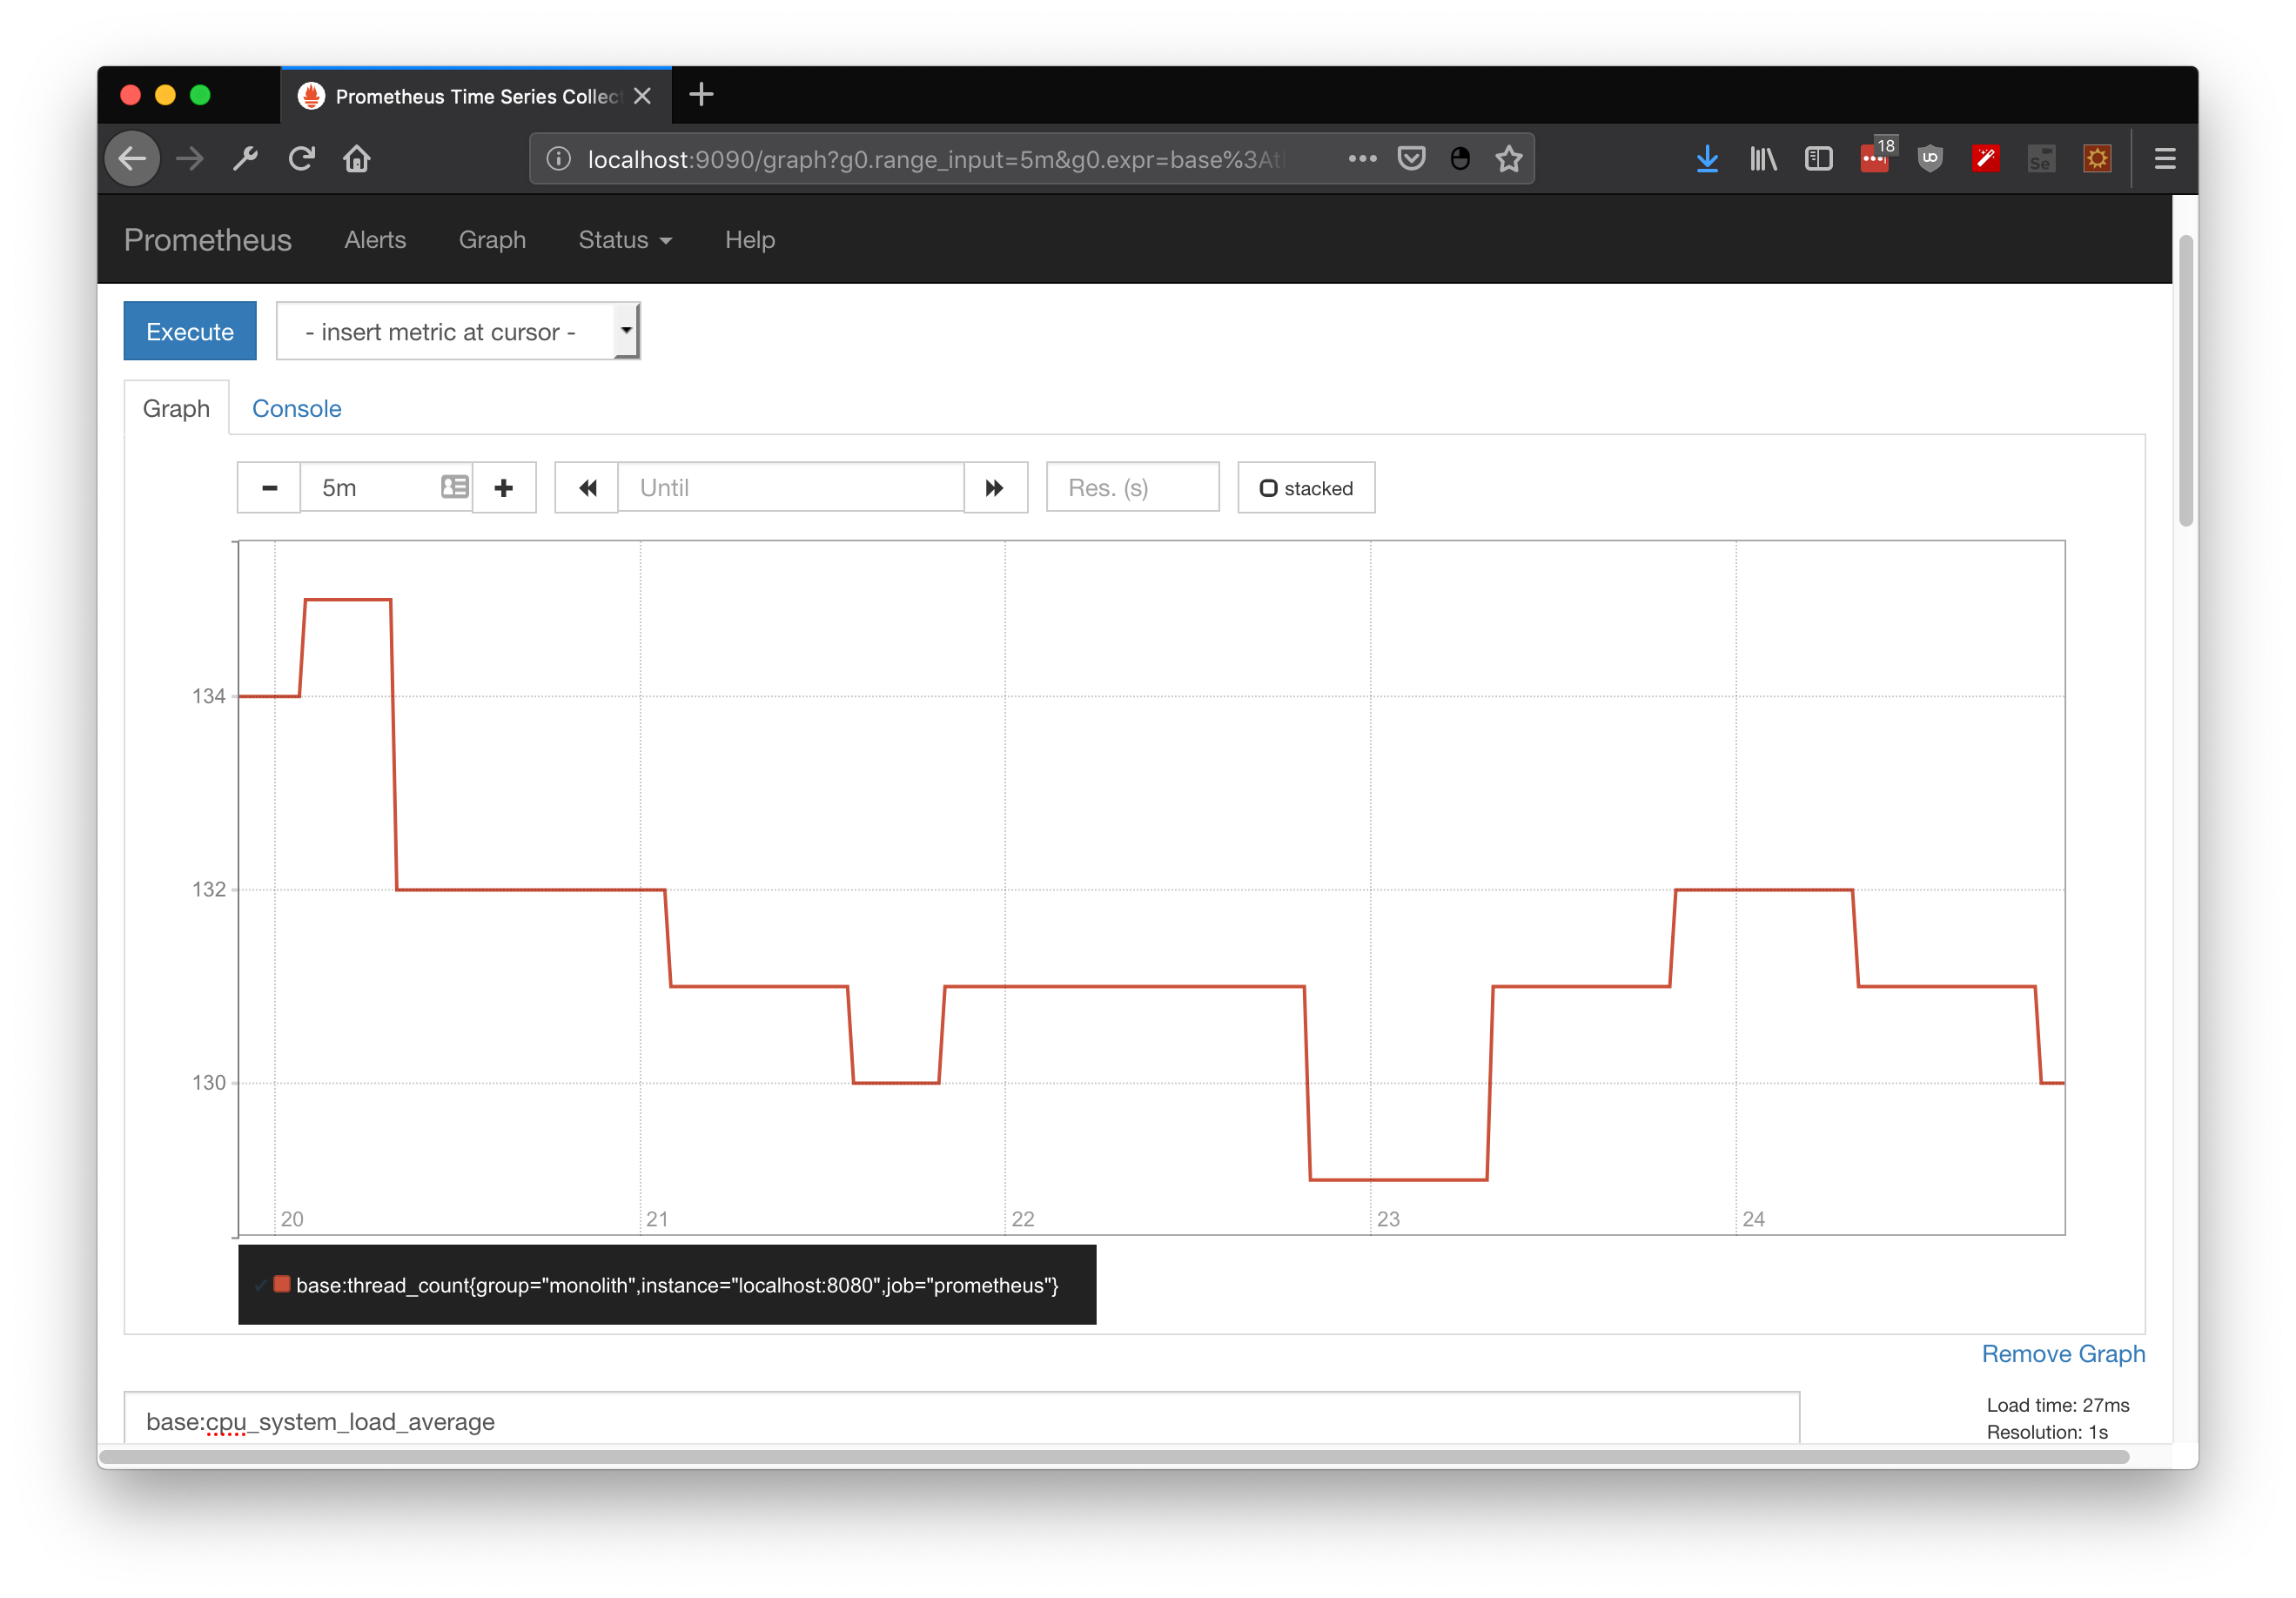 Prometheus Time Series Collec
localhost:9090/graph?g0.range_input=5m&g0.expr=base%3At
18
Se
Prometheus Alerts Graph Status Help
Execute - insert metric at cursor -
Graph Console
5m Until Res. (s) stacked
134
132
130
20 21 22 23 24
base:thread_count{group="monolith",instance="localhost:8080",job="prometheus"}
Remove Graph
base:cpu_system_load_average
Load time: 27ms
Resolution: 1s